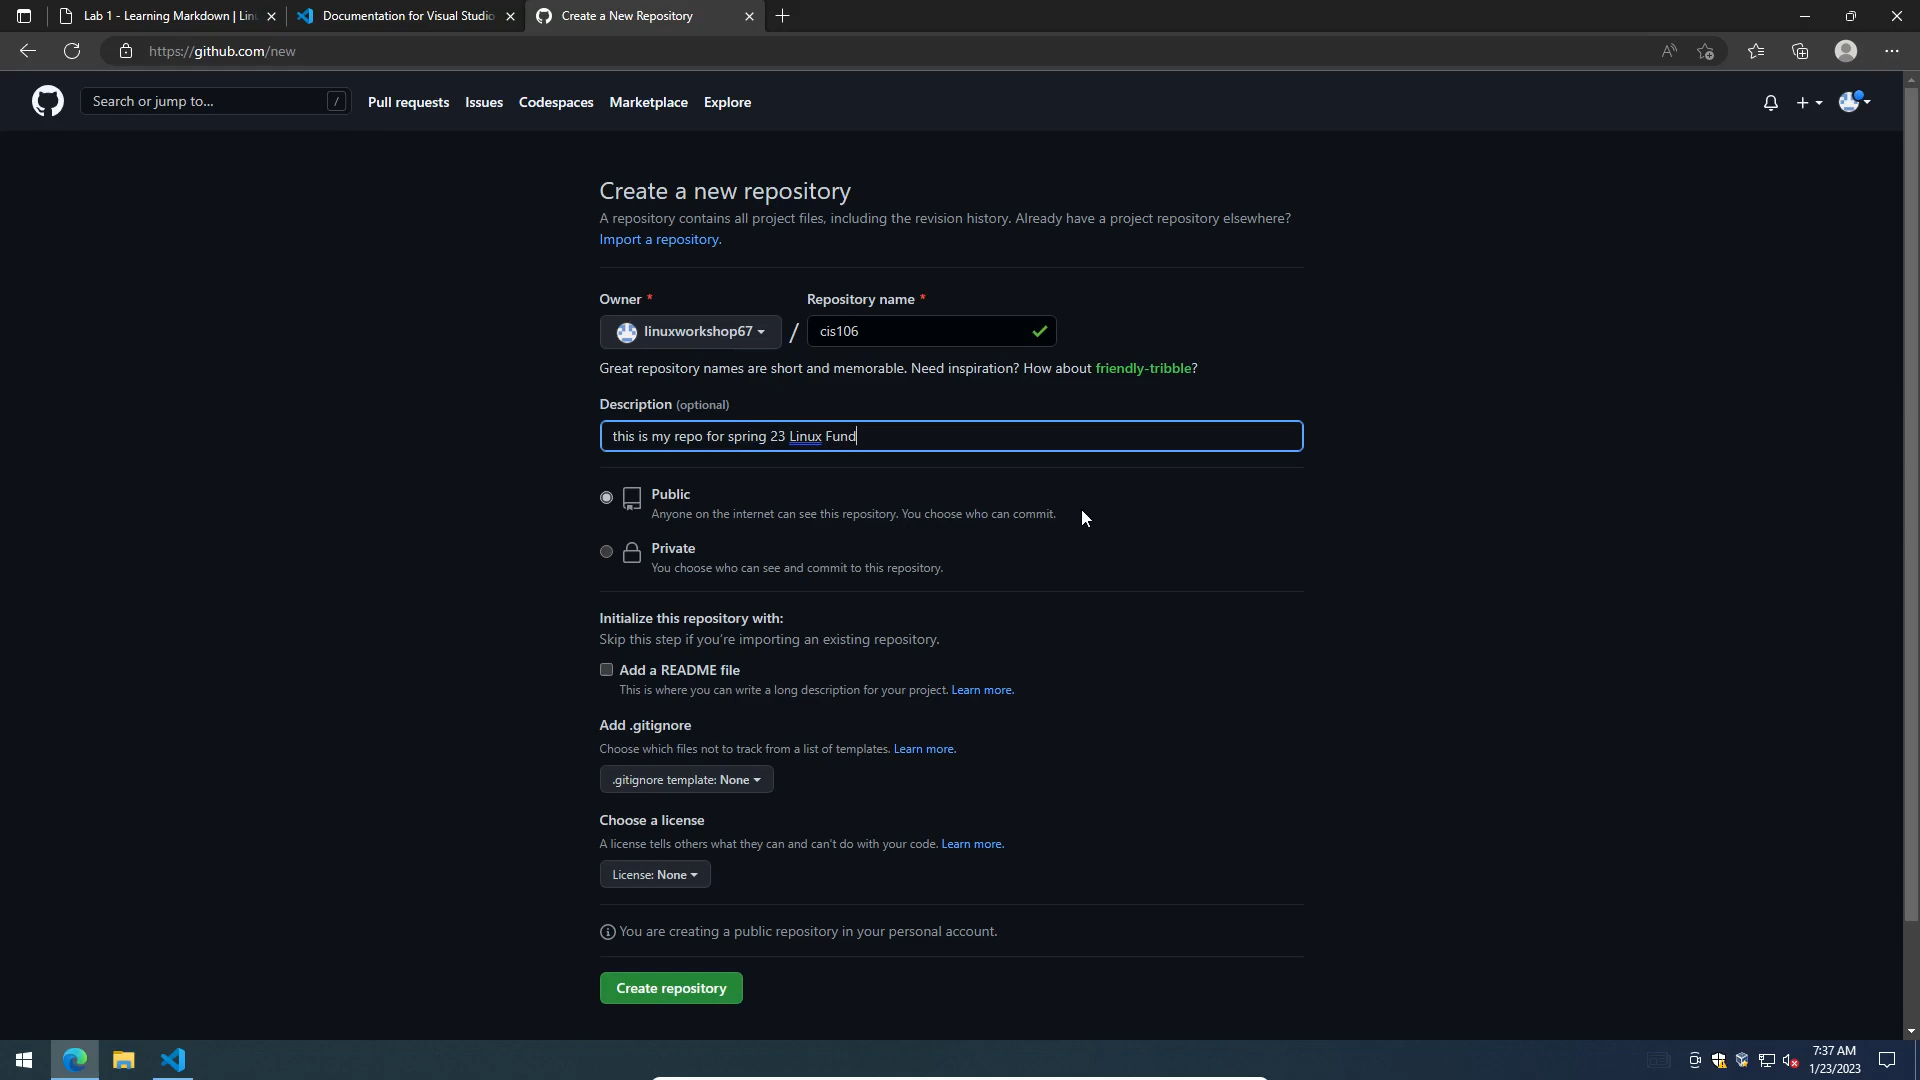 Lab 1 - Learning Markdown | Lin
Documentation for Visual Studio
Create a New Repository
https://github.com/new
Search or jump to... /
Pull requests Issues Codespaces Marketplace Explore
Create a new repository
A repository contains all project files, including the revision history. Already have a project repository elsewhere?
Import a repository.
Owner * Repository name *
linuxworkshop67 / cis106
Great repository names are short and memorable. Need inspiration? How about friendly-tribble?
Description (optional)
this is my repo for spring 23 Linux Fund
Public
Anyone on the internet can see this repository. You choose who can commit.
Private
You choose who can see and commit to this repository.
Initialize this repository with:
Skip this step if you're importing an existing repository.
Add a README file
This is where you can write a long description for your project. Learn more.
Add .gitignore
Choose which files not to track from a list of templates. Learn more.
.gitignore template: None
Choose a license
A license tells others what they can and can't do with your code. Learn more.
License: None
You are creating a public repository in your personal account.
Create repository
7:37 AM
1/23/2023